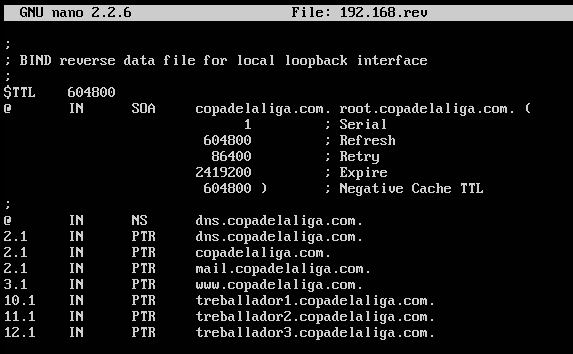 GNU nano 2.2.6 File: 192.168.rev
;
; BIND reverse data file for local loopback interface
;
$TTL 604800
@ IN SOA copadelaliga.com. root.copadelaliga.com. (
1 ; Serial
604800 ; Refresh
86400 ; Retry
2419200 ; Expire
604800 ) ; Negative Cache TTL
;
@ IN NS dns.copadelaliga.com.
2.1 IN PTR dns.copadelaliga.com.
2.1 IN PTR copadelaliga.com.
2.1 IN PTR mail.copadelaliga.com.
3.1 IN PTR www.copadelaliga.com.
10.1 IN PTR treballador1.copadelaliga.com.
11.1 IN PTR treballador2.copadelaliga.com.
12.1 IN PTR treballador3.copadelaliga.com.